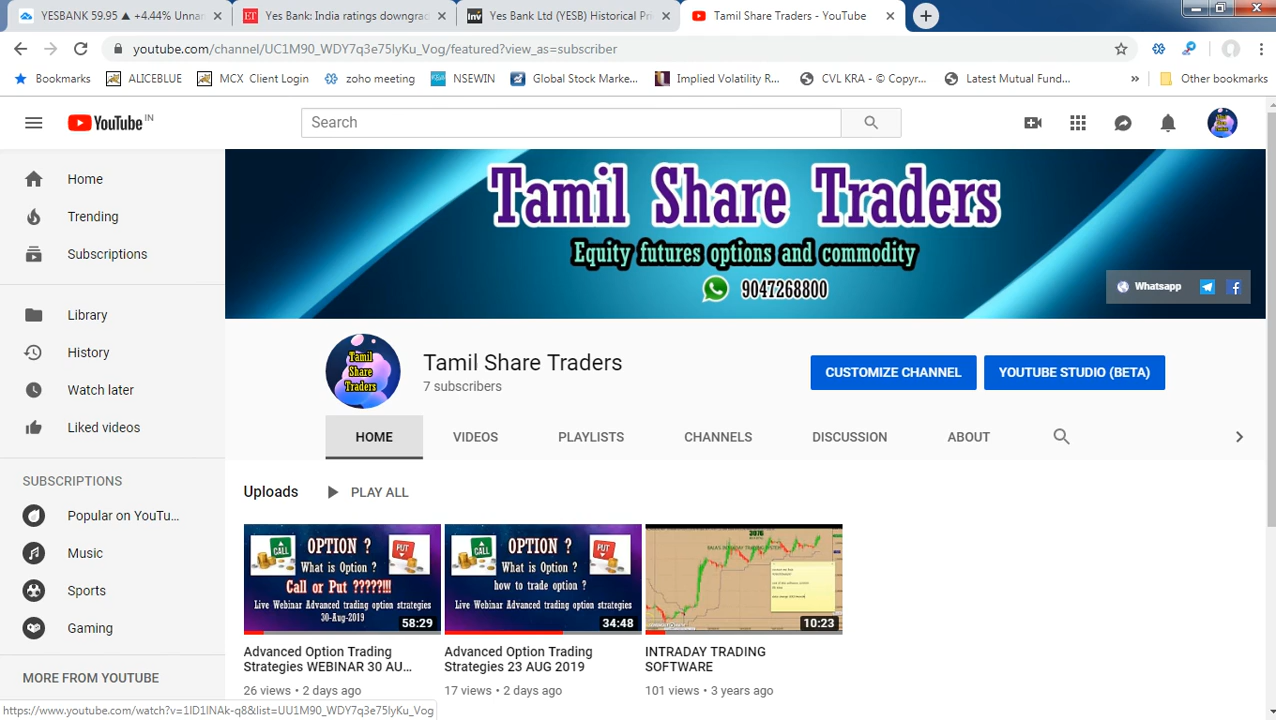 YESBANK 59.95 ▲ +4.44% Unnar
Yes Bank: India ratings downgrad
Yes Bank Ltd (YESB) Historical Pr
Tamil Share Traders - YouTube
youtube.com/channel/UC1M90_WDY7q3e75lyKu_Vog/featured?view_as=subscriber
Bookmarks ALICEBLUE MCX Client Login zoho meeting NSEWIN Global Stock Marke... Implied Volatility R... CVL KRA - © Copyr... Latest Mutual Fund... » Other bookmarks
YouTube IN
Search
Tamil Share Traders
Equity futures options and commodity
9047268800
Whatsapp
Home
Trending
Subscriptions
Library
History
Watch later
Liked videos
SUBSCRIPTIONS
Popular on YouTu...
Music
Sports
Gaming
MORE FROM YOUTUBE
Tamil
Share
Traders
Tamil Share Traders
7 subscribers
CUSTOMIZE CHANNEL
YOUTUBE STUDIO (BETA)
HOME VIDEOS PLAYLISTS CHANNELS DISCUSSION ABOUT
Uploads PLAY ALL
CALL OPTION ? PUT
What is Option ?
Call or Put ?????!!!
Live Webinar Advanced trading option strategies
30-Aug-2019
58:29
Advanced Option Trading
Strategies WEBINAR 30 AU...
26 views • 2 days ago
CALL OPTION ? PUT
What is Option ?
how to trade option ?
Live Webinar Advanced trading option strategies
34:48
Advanced Option Trading
Strategies 23 AUG 2019
17 views • 2 days ago
3076
10:23
INTRADAY TRADING
SOFTWARE
101 views • 3 years ago
https://www.youtube.com/watch?v=1ID1INAk-q8&list=UU1M90_WDY7q3e75lyKu_Vog